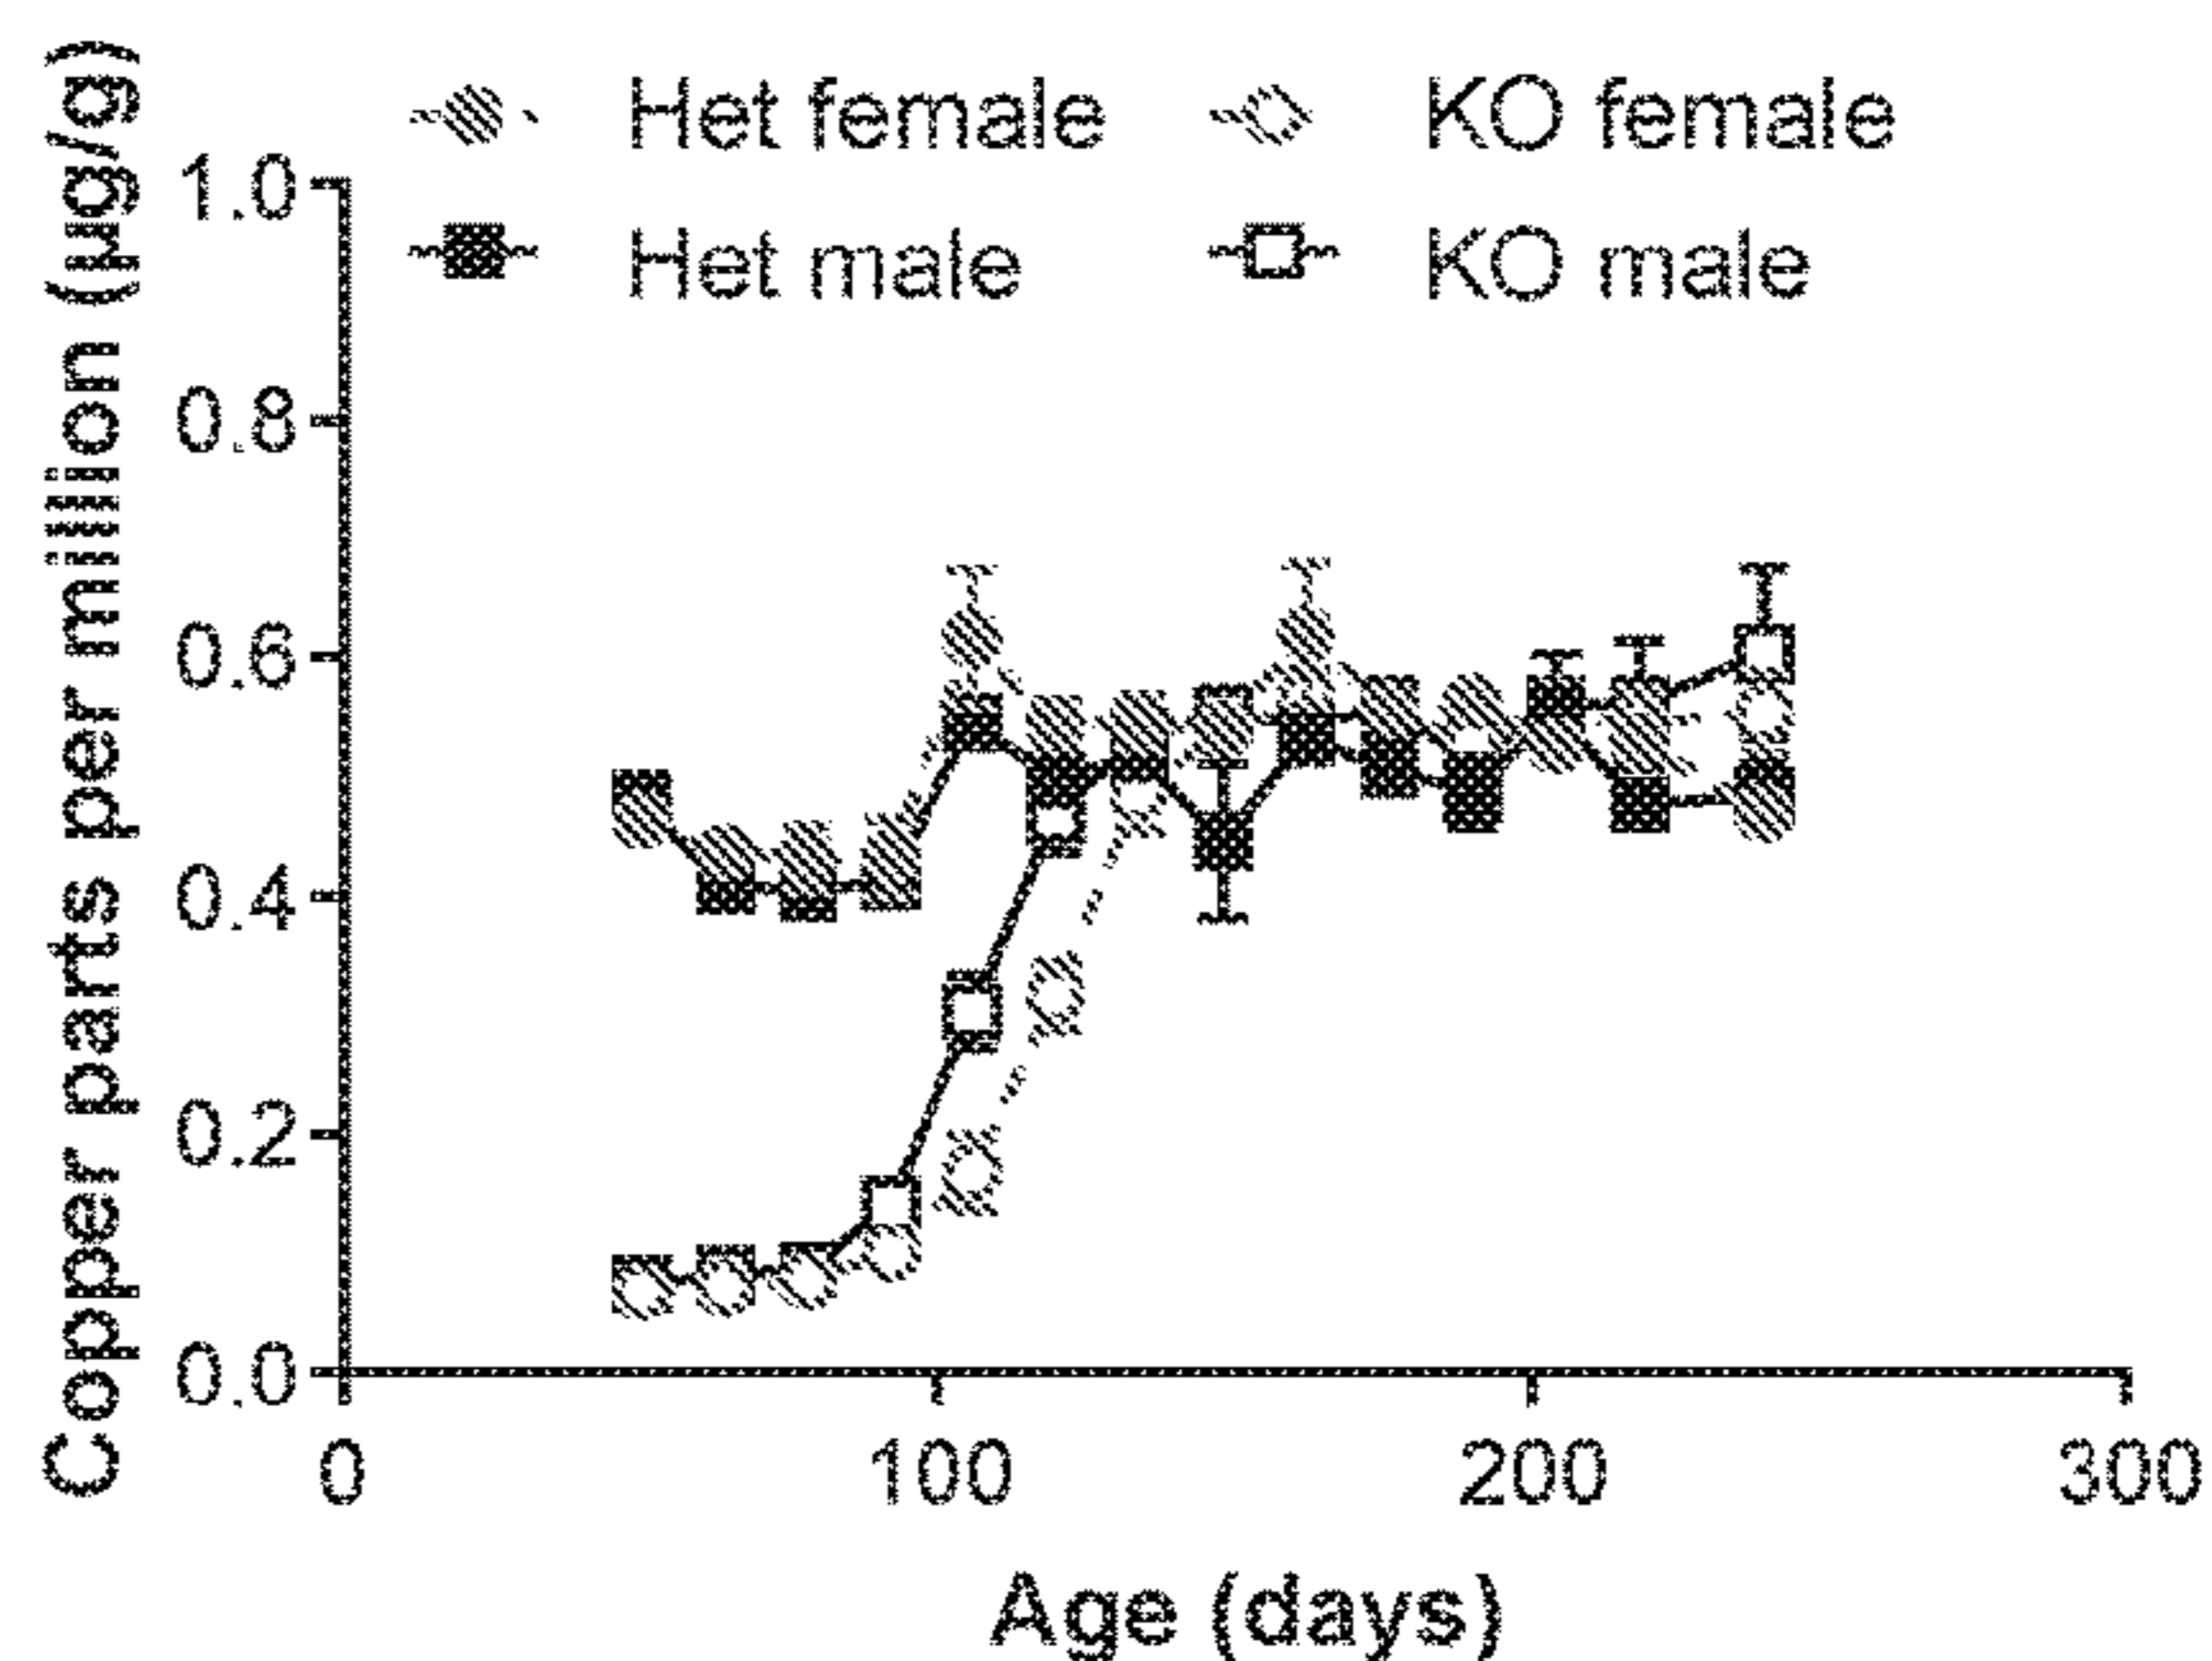 Copper parts per million (µg/g)
Het female
KO female
Het male
KO male
1.0
0.8
0.6
0.4
0.2
0.0
0
100
200
300
Age (days)